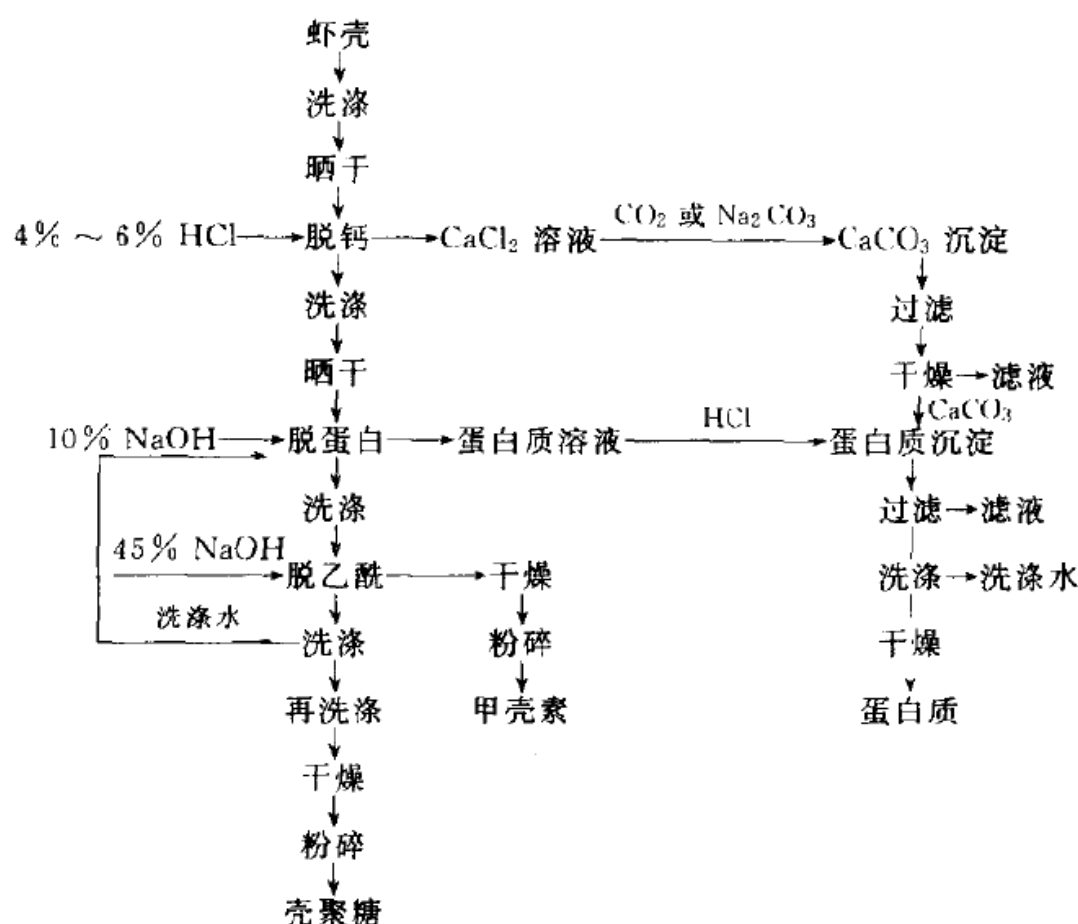 虾壳
洗涤
晒干
4% ~ 6% HCl 脱钙 CaCl₂ 溶液 CO₂ 或 Na₂CO₃ CaCO₃ 沉淀
洗涤 过滤
晒干 干燥 滤液
CaCO₃
10% NaOH 脱蛋白 蛋白质溶液 HCl 蛋白质沉淀
洗涤 过滤 滤液
45% NaOH 脱乙酰 干燥 洗涤 洗涤水
洗涤水 洗涤 粉碎 干燥
再洗涤 甲壳素 蛋白质
干燥
粉碎
壳聚糖